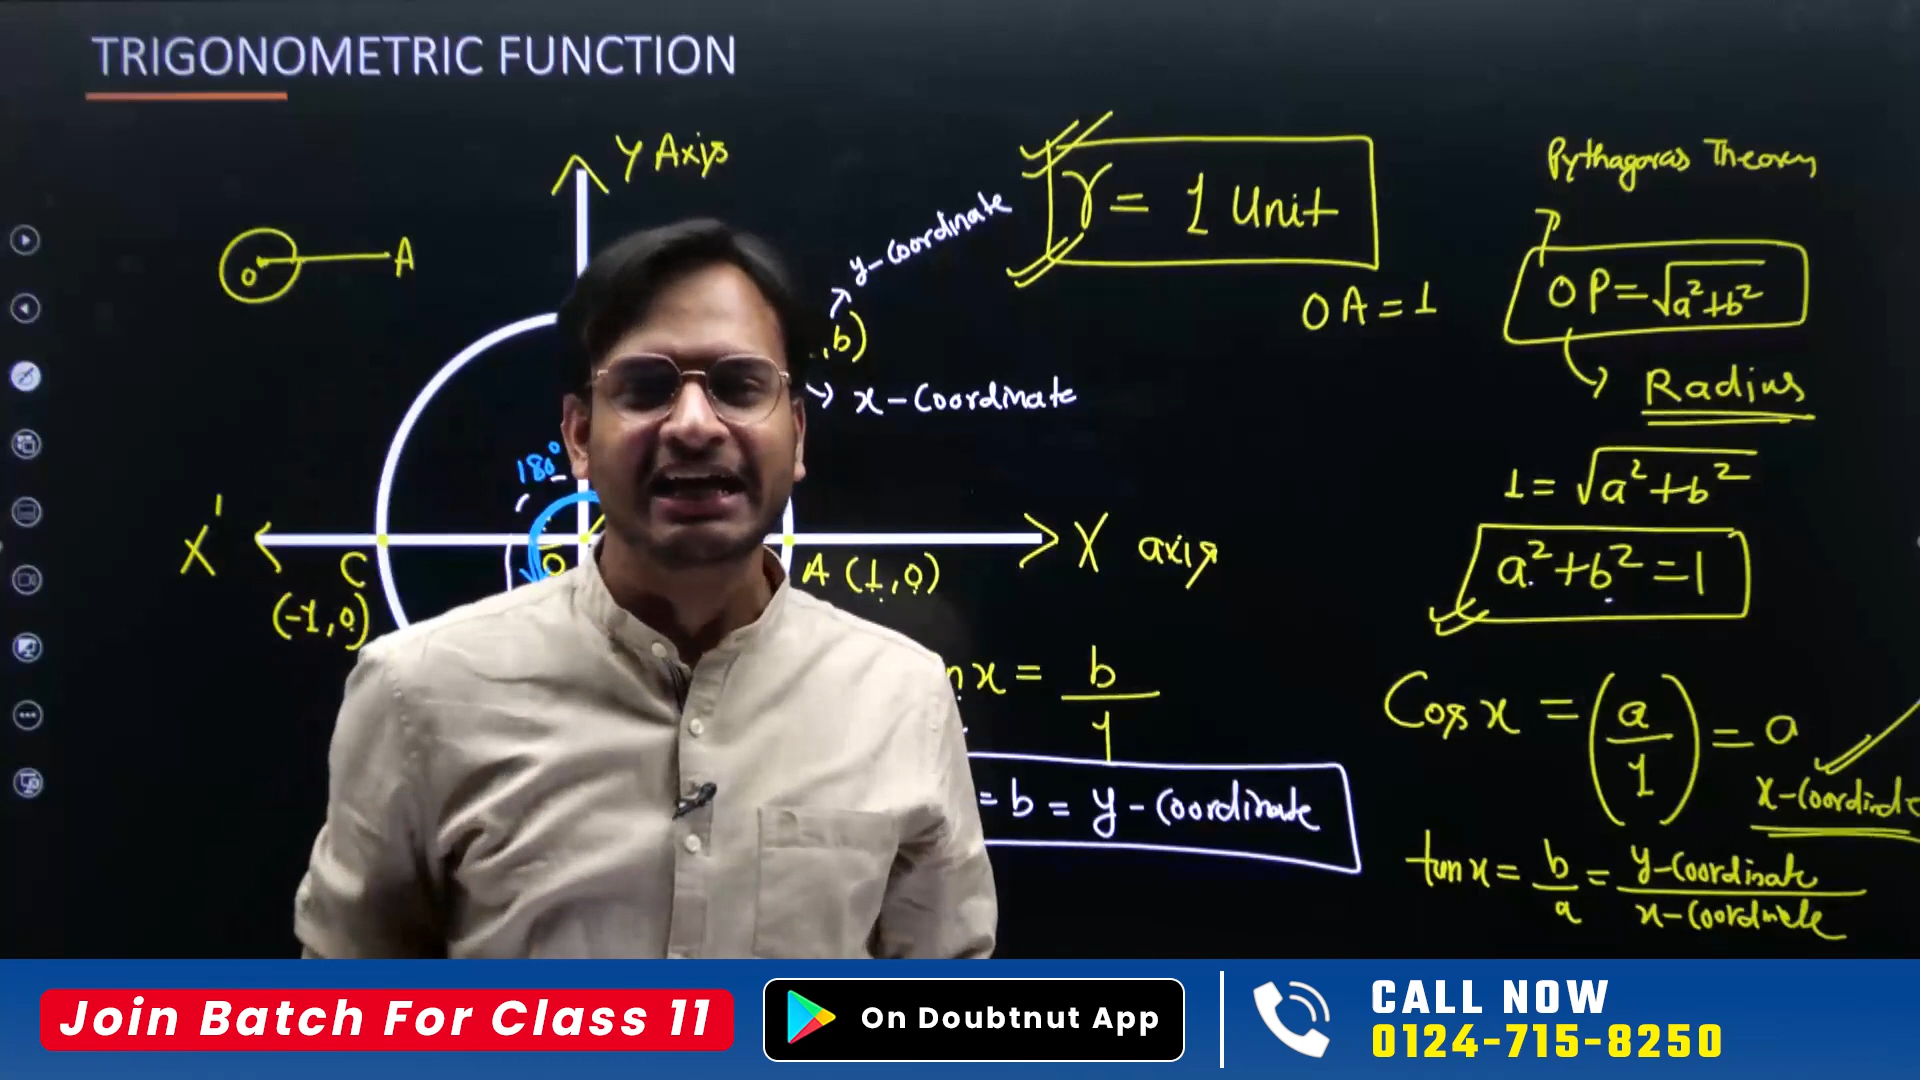 TRIGONOMETRIC FUNCTION
Y Axis
O A
y-coordinate
r = 1 Unit
Pythagoras Theorem
OP=√a²+b²
OA=1
,b)
x-Coordinate
Radius
180°
1=√a²+b²
X'
X axis
C
O
A (1,0)
(-1,0)
a²+b²=1
n x = b/1
Cos x = (a/1) = a
x-Coordinate
= b = y-Coordinate
tan x = b/a = y-Coordinate/x-Coordinate
Join Batch For Class 11
On Doubtnut App
CALL NOW
0124-715-8250